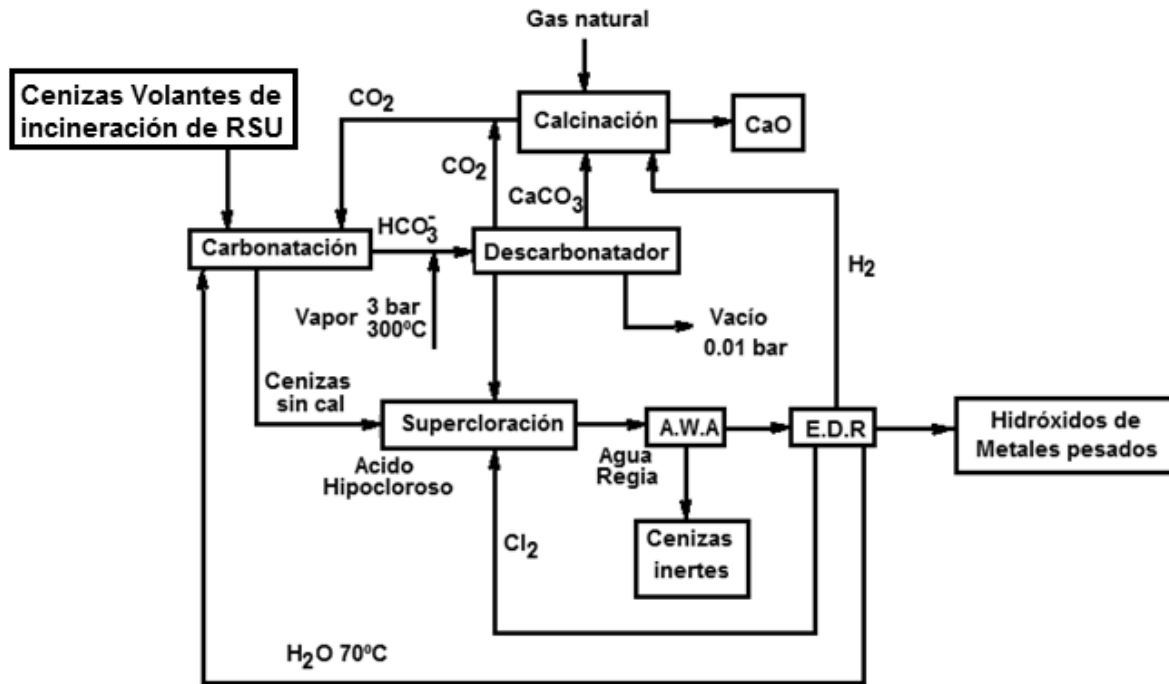 Gas natural
Cenizas Volantes de
incineración de RSU
CO2
Calcinación
CaO
CO2
CaCO3
HCO3-
Carbonatación
Descarbonatador
H2
Vapor 3 bar
300ºC
Vacío
0.01 bar
Cenizas
sin cal
Supercloración
A.W.A
E.D.R
Hidróxidos de
Metales pesados
Acido
Hipocloroso
Agua
Regia
Cenizas
inertes
Cl2
H2O 70ºC